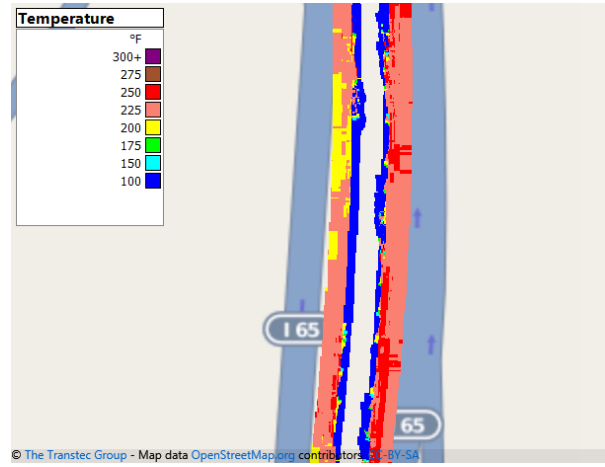 Temperature
°F
300+
275
250
225
200
175
150
100
I 65
65
© The Transtec Group - Map data OpenStreetMap.org contributors, CC-BY-SA